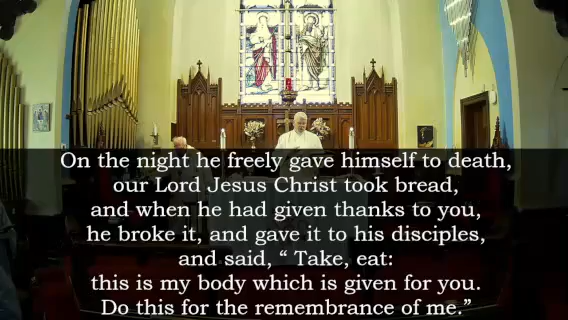 On the night he freely gave himself to death,
our Lord Jesus Christ took bread,
and when he had given thanks to you,
he broke it, and gave it to his disciples,
and said, “ Take, eat:
this is my body which is given for you.
Do this for the remembrance of me.”